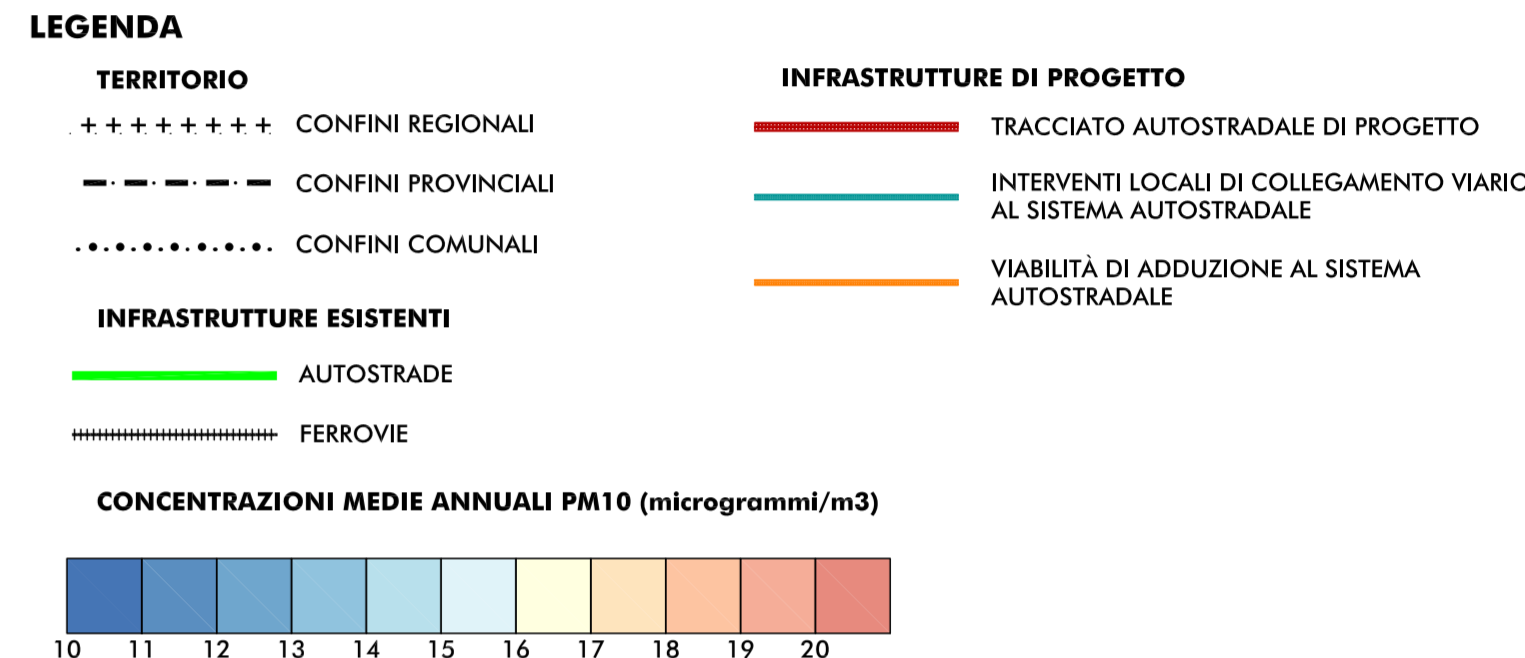 LEGENDA
TERRITORIO
CONFINI REGIONALI
CONFINI PROVINCIALI
CONFINI COMUNALI
INFRASTRUTTURE ESISTENTI
AUTOSTRADE
FERROVIE
INFRASTRUTTURE DI PROGETTO
TRACCIATO AUTOSTRADALE DI PROGETTO
INTERVENTI LOCALI DI COLLEGAMENTO VIARIO
AL SISTEMA AUTOSTRADALE
VIABILITÀ DI ADDUZIONE AL SISTEMA
AUTOSTRADALE
CONCENTRAZIONI MEDIE ANNUALI PM10 (microgrammi/m3)
10 11 12 13 14 15 16 17 18 19 20